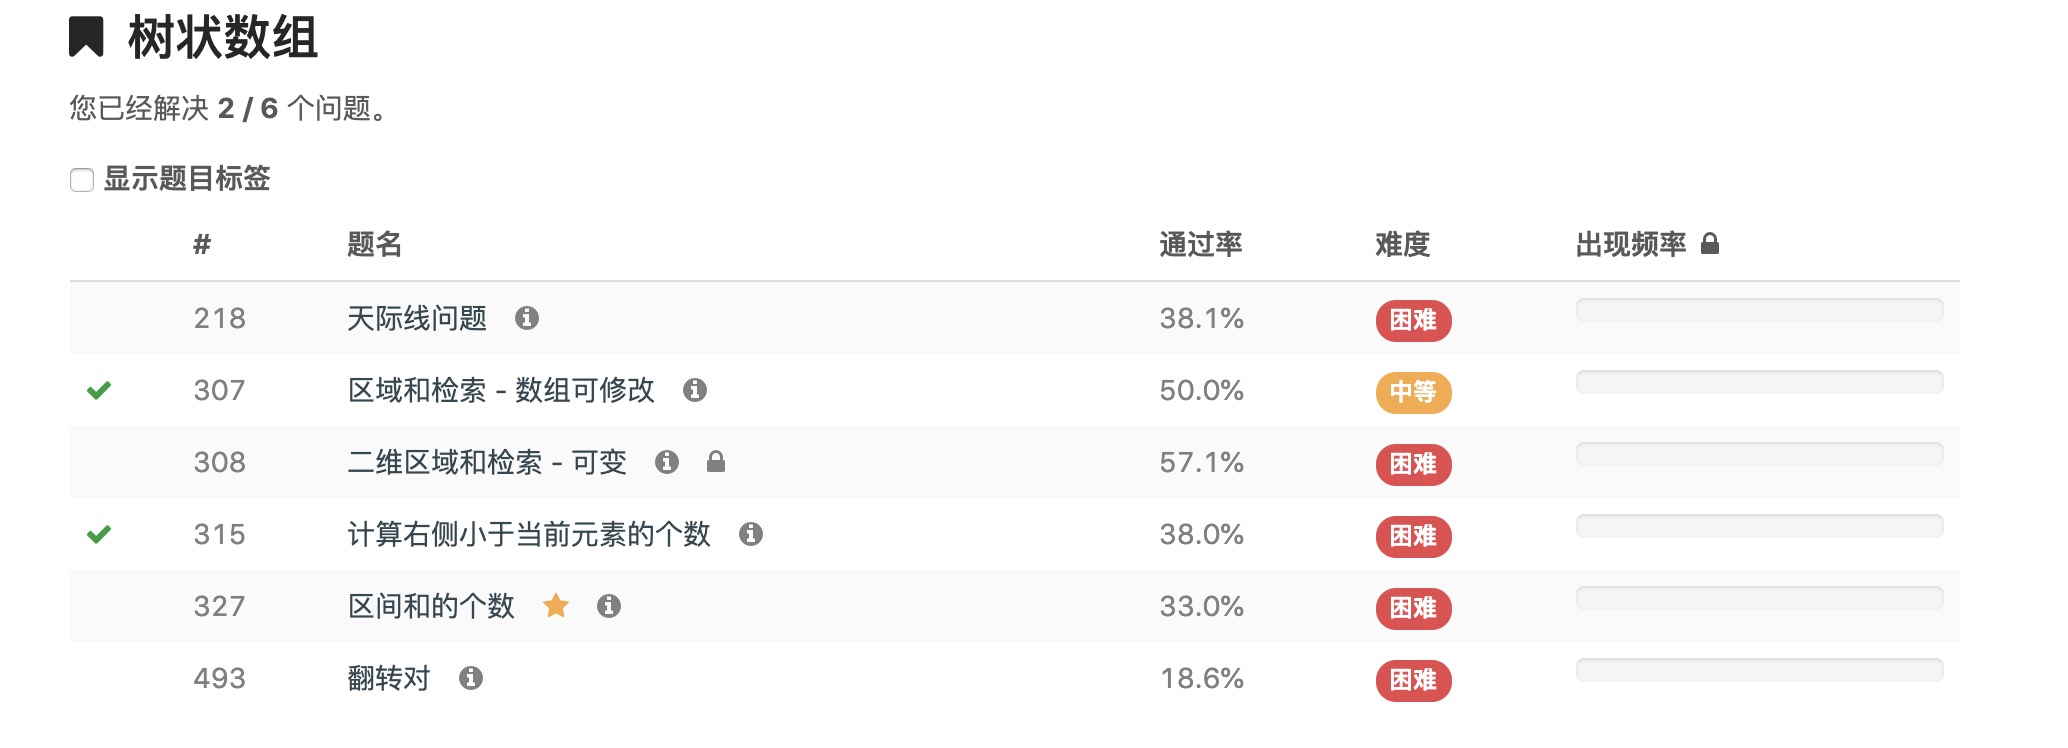 树状数组
您已经解决 2 / 6 个问题。
显示题目标签
# 题名 通过率 难度 出现频率
218 天际线问题 38.1% 困难
307 区域和检索 - 数组可修改 50.0% 中等
308 二维区域和检索 - 可变 57.1% 困难
315 计算右侧小于当前元素的个数 38.0% 困难
327 区间和的个数 33.0% 困难
493 翻转对 18.6% 困难